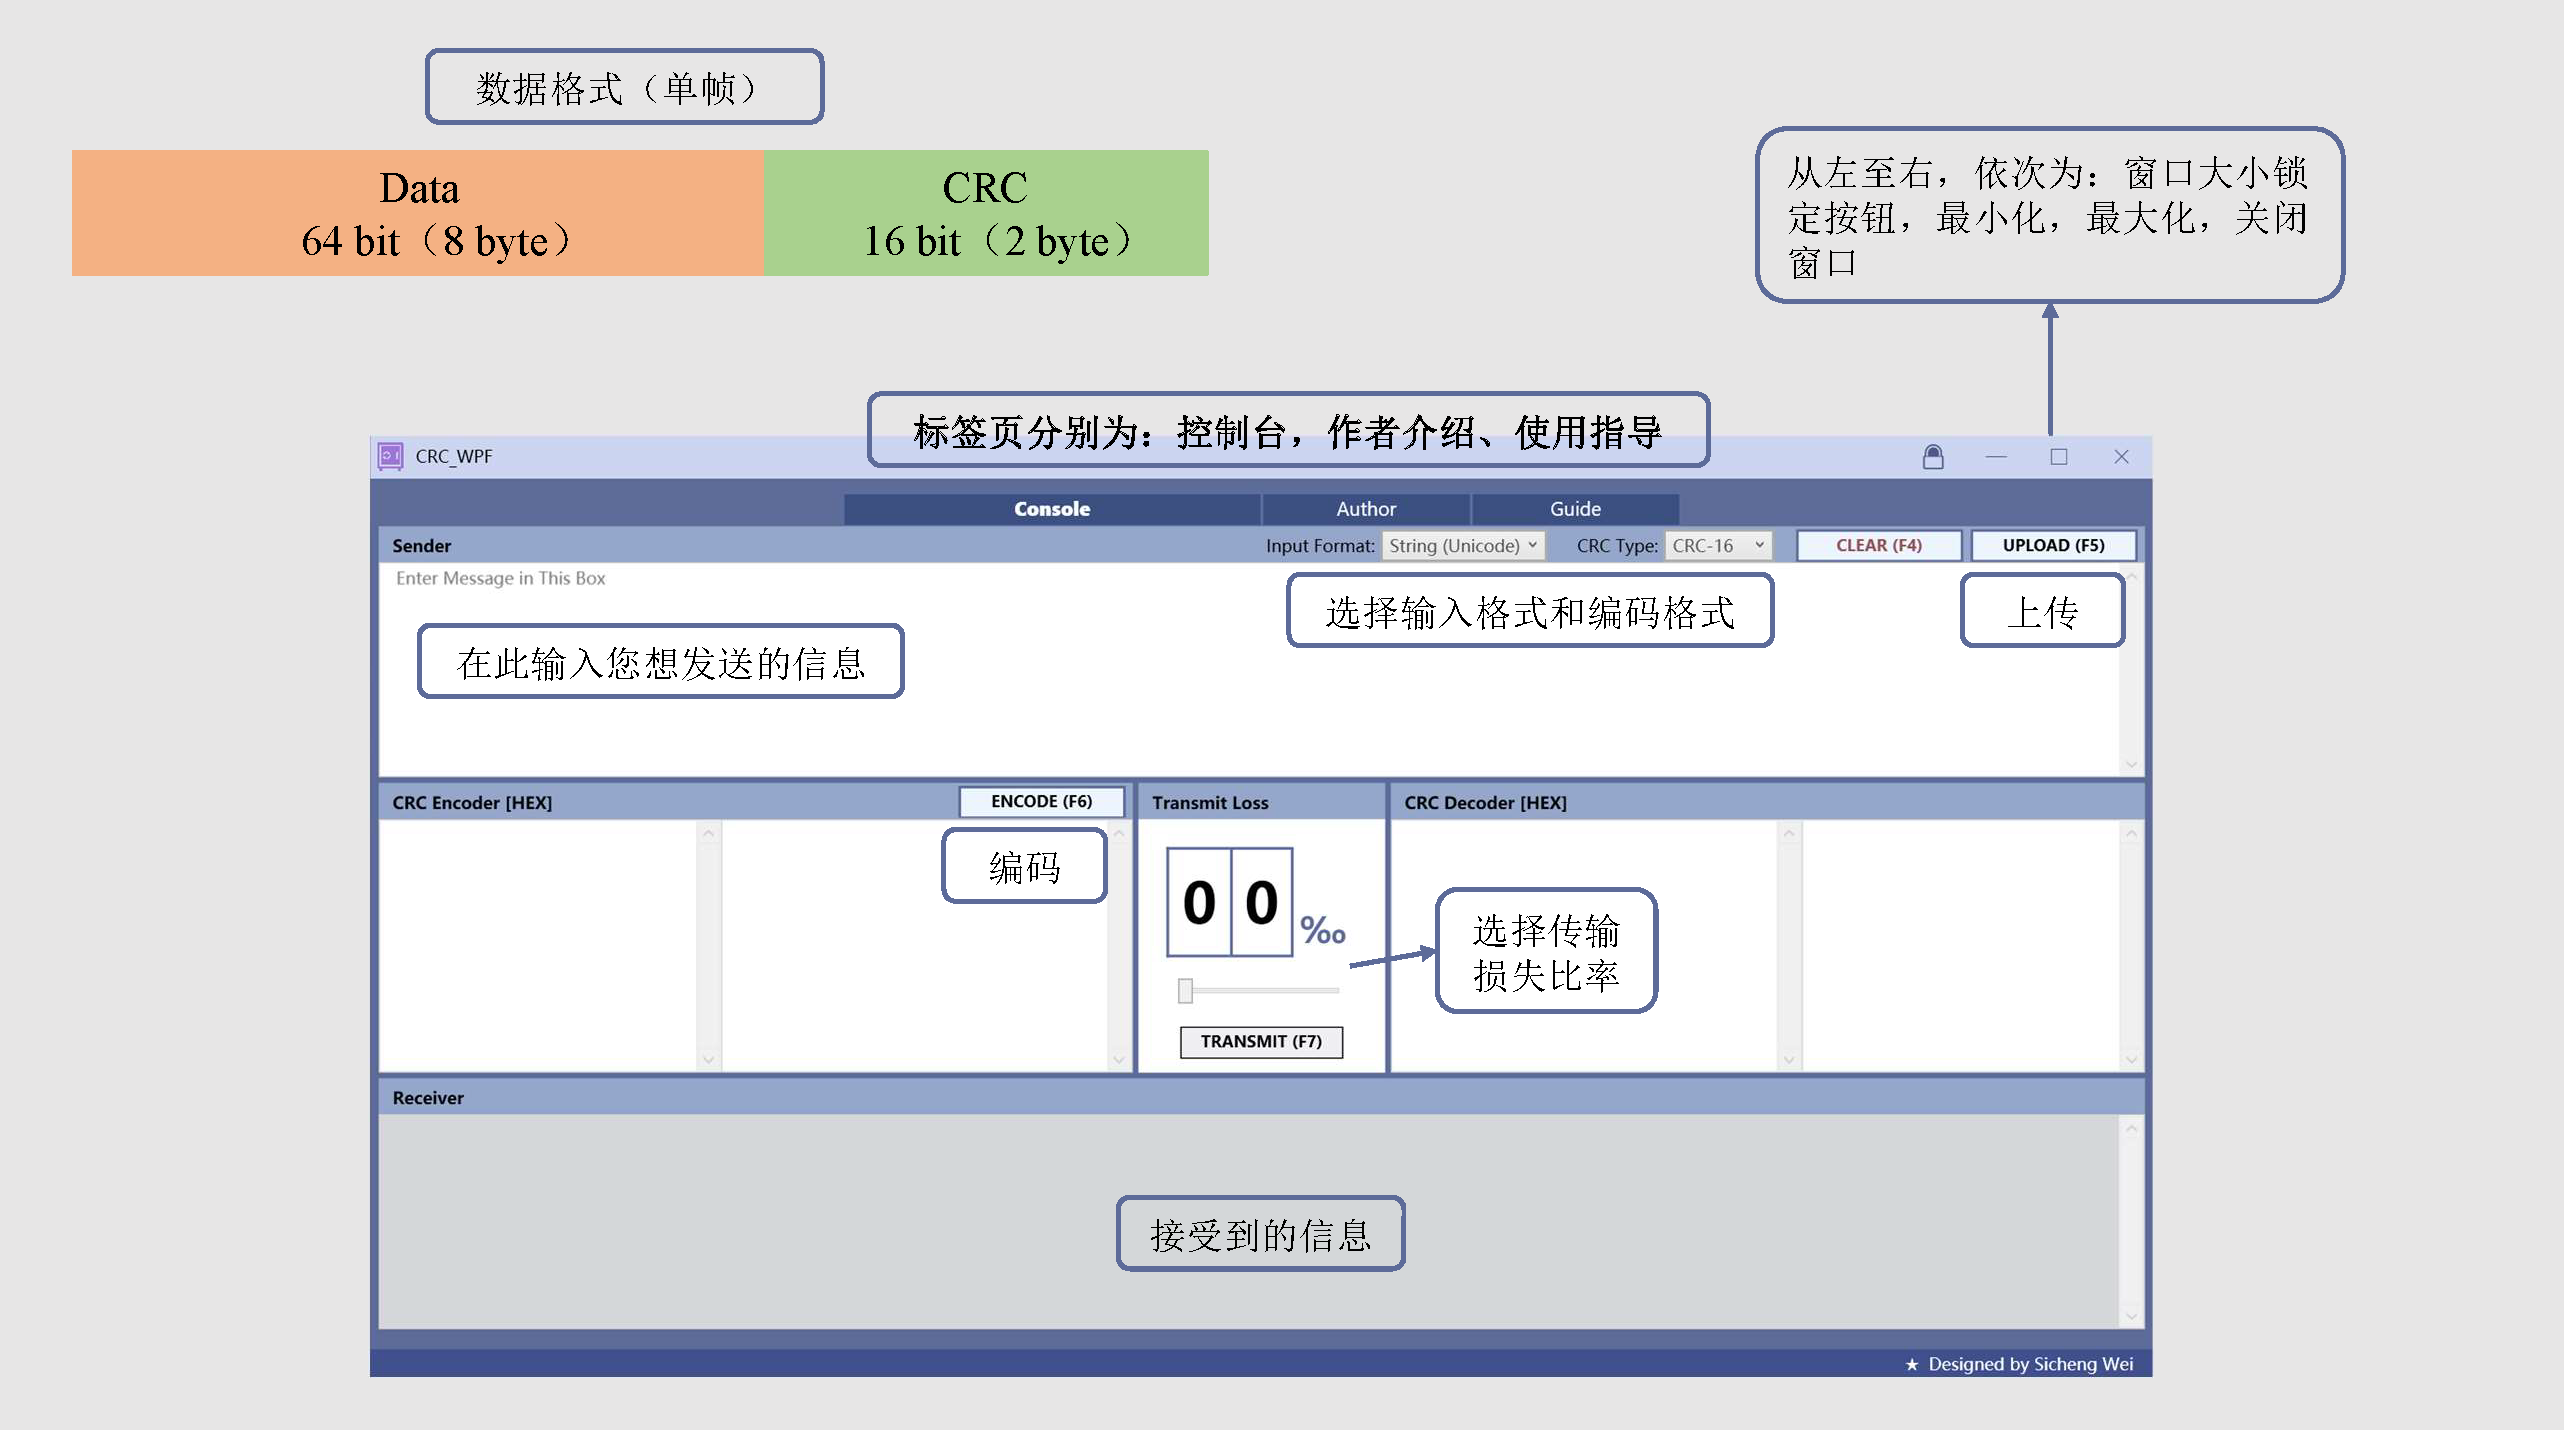 数据格式（单帧）
Data
64 bit（8 byte）
CRC
16 bit（2 byte）
从左至右，依次为：窗口大小锁
定按钮，最小化，最大化，关闭
窗口
标签页分别为：控制台，作者介绍、使用指导
CRC_WPF
Console
Author
Guide
Sender
Input Format:
String (Unicode)
CRC Type:
CRC-16
CLEAR (F4)
UPLOAD (F5)
Enter Message in This Box
选择输入格式和编码格式
上传
在此输入您想发送的信息
CRC Encoder [HEX]
ENCODE (F6)
Transmit Loss
CRC Decoder [HEX]
编码
0 0 ‰
选择传输
损失比率
TRANSMIT (F7)
Receiver
接受到的信息
★ Designed by Sicheng Wei